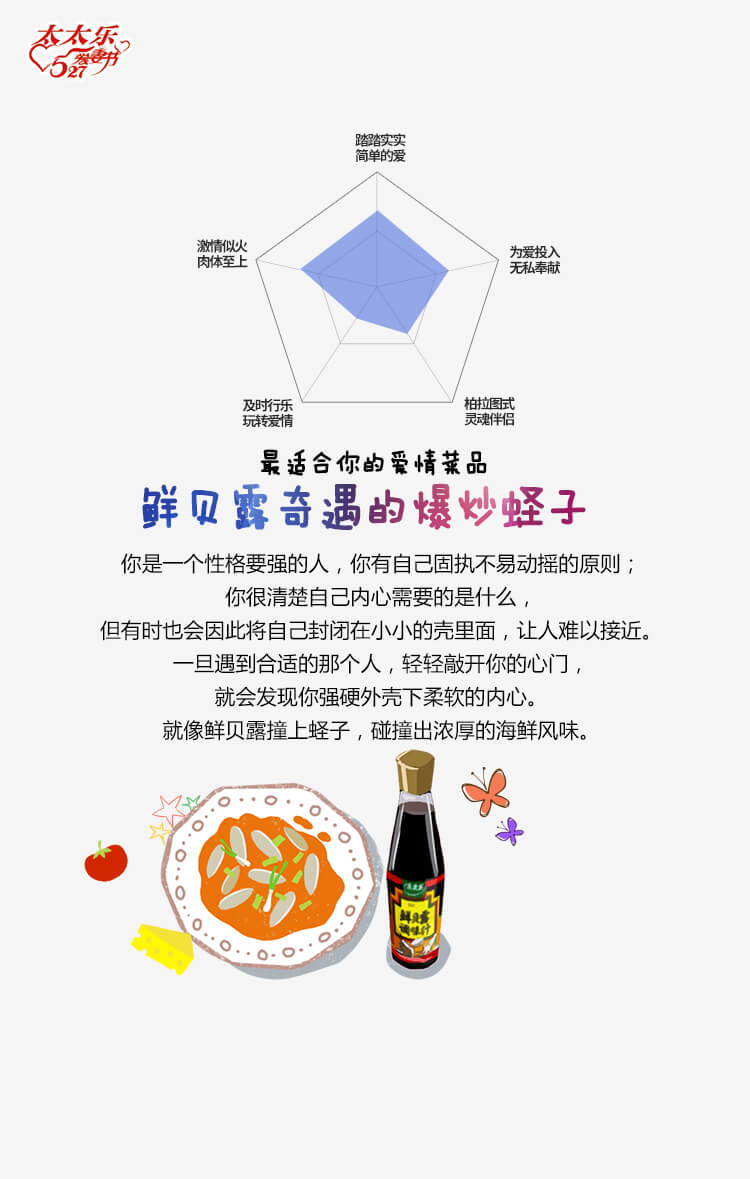 太太乐
527爱要书
踏踏实实
简单的爱
激情似火
肉体至上
为爱投入
无私奉献
及时行乐
玩转爱情
柏拉图式
灵魂伴侣
最适合你的爱情菜品
鲜贝露奇遇的爆炒蛏子
你是一个性格要强的人，你有自己固执不易动摇的原则；
你很清楚自己内心需要的是什么，
但有时也会因此将自己封闭在小小的壳里面，让人难以接近。
一旦遇到合适的那个人，轻轻敲开你的心门，
就会发现你强硬外壳下柔软的内心。
就像鲜贝露撞上蛏子，碰撞出浓厚的海鲜风味。
鲜贝露
调味汁